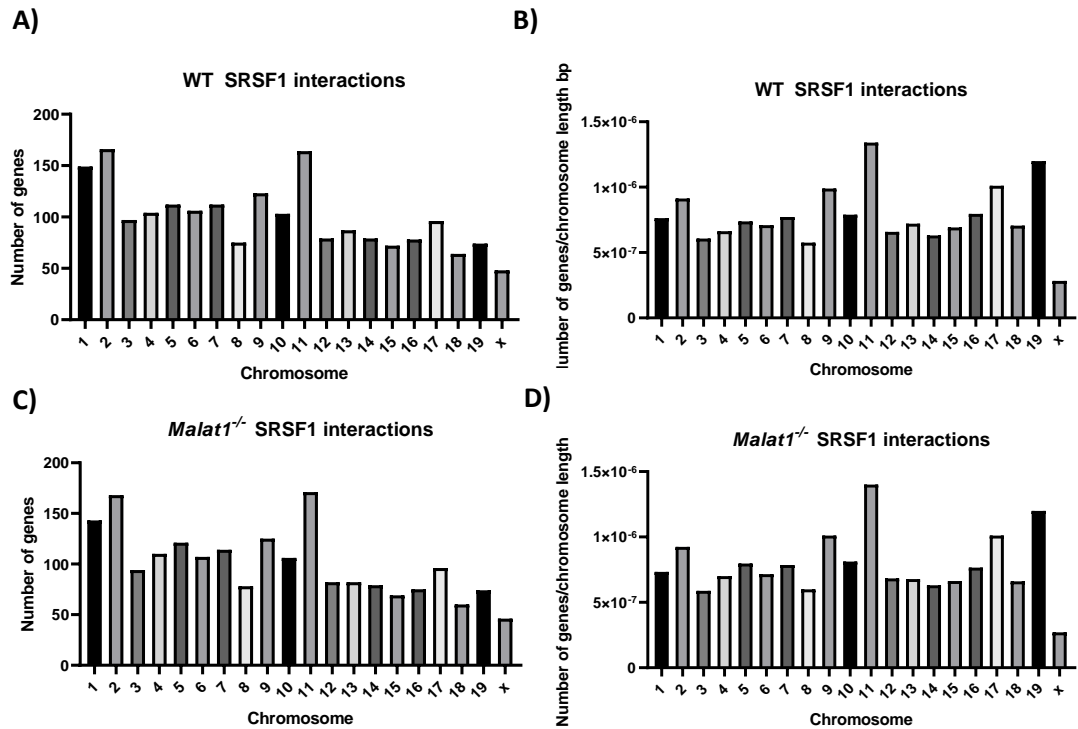 A)
WT SRSF1 interactions
Number of genes
200
150
100
50
0
1 2 3 4 5 6 7 8 9 10 11 12 13 14 15 16 17 18 19 x
Chromosome
B)
WT SRSF1 interactions
lumber of genes/chromosome length bp
1.5×10-6
1×10-6
5×10-7
0
1 2 3 4 5 6 7 8 9 10 11 12 13 14 15 16 17 18 19 x
Chromosome
C)
Malat1-/- SRSF1 interactions
Number of genes
200
150
100
50
0
1 2 3 4 5 6 7 8 9 10 11 12 13 14 15 16 17 18 19 x
Chromosome
D)
Malat1-/- SRSF1 interactions
Number of genes/chromosome length
1.5×10-6
1×10-6
5×10-7
0
1 2 3 4 5 6 7 8 9 10 11 12 13 14 15 16 17 18 19 x
Chromosome